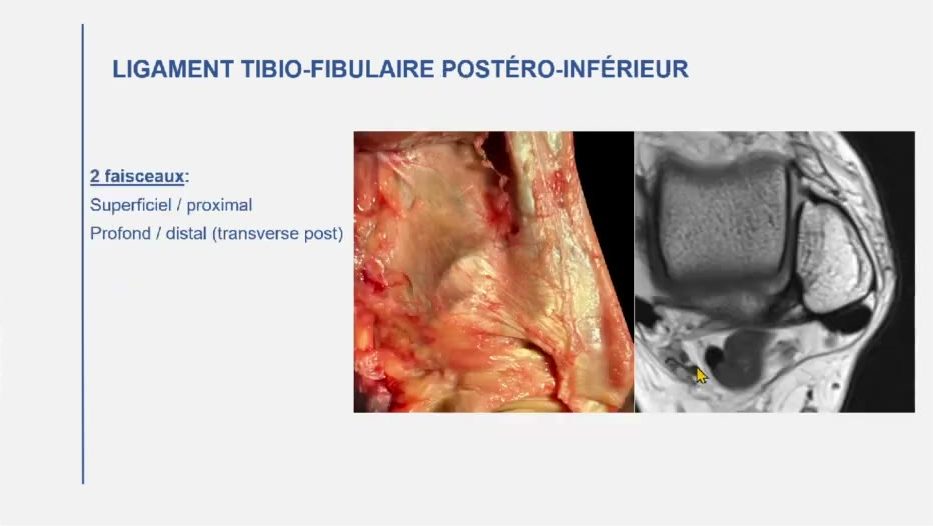 LIGAMENT TIBIO-FIBULAIRE POSTÉRO-INFÉRIEUR
2 faisceaux:
Superficiel / proximal
Profond / distal (transverse post)